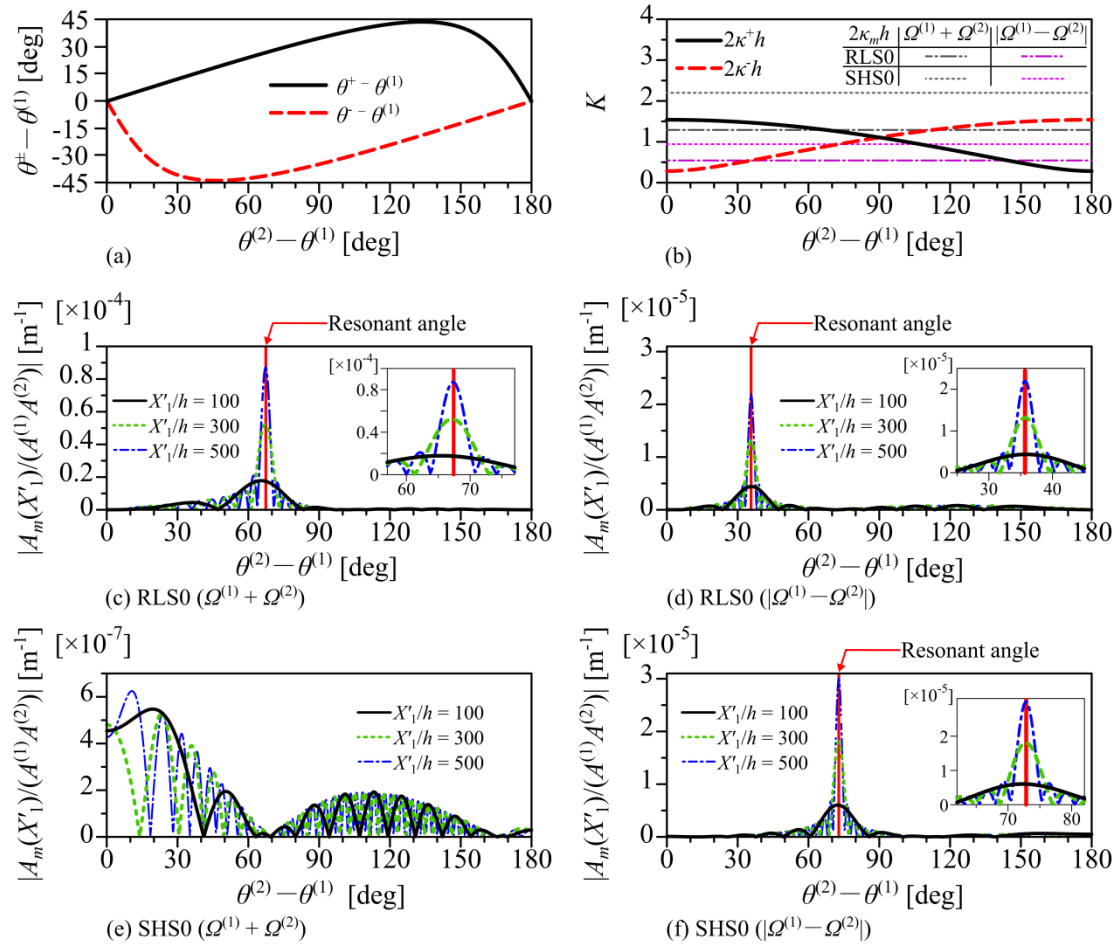 θ± − θ(1) [deg]
45
30
15
0
-15
-30
-45
θ+ − θ(1)
θ- − θ(1)
0 30 60 90 120 150 180
θ(2) − θ(1) [deg]
(a)
K
4
3
2
1
0
2κ+h
2κ-h
2κmh Ω(1) + Ω(2) |Ω(1) − Ω(2)|
RLS0
SHS0
0 30 60 90 120 150 180
θ(2) − θ(1) [deg]
(b)
|Am(X'1)/(A(1)A(2))| [m-1]
[×10-4]
1
0.8
0.6
0.4
0.2
0
Resonant angle
X'1/h = 100
X'1/h = 300
X'1/h = 500
[×10-4]
0.8
0.4
0
60 70
0 30 60 90 120 150 180
θ(2) − θ(1) [deg]
(c) RLS0 (Ω(1) + Ω(2))
|Am(X'1)/(A(1)A(2))| [m-1]
[×10-5]
3
2
1
0
Resonant angle
X'1/h = 100
X'1/h = 300
X'1/h = 500
[×10-5]
2
1
0
30 40
0 30 60 90 120 150 180
θ(2) − θ(1) [deg]
(d) RLS0 (|Ω(1) − Ω(2)|)
|Am(X'1)/(A(1)A(2))| [m-1]
[×10-7]
6
4
2
0
X'1/h = 100
X'1/h = 300
X'1/h = 500
0 30 60 90 120 150 180
θ(2) − θ(1) [deg]
(e) SHS0 (Ω(1) + Ω(2))
|Am(X'1)/(A(1)A(2))| [m-1]
[×10-5]
3
2
1
0
Resonant angle
X'1/h = 100
X'1/h = 300
X'1/h = 500
[×10-5]
2
1
0
70 80
0 30 60 90 120 150 180
θ(2) − θ(1) [deg]
(f) SHS0 (|Ω(1) − Ω(2)|)